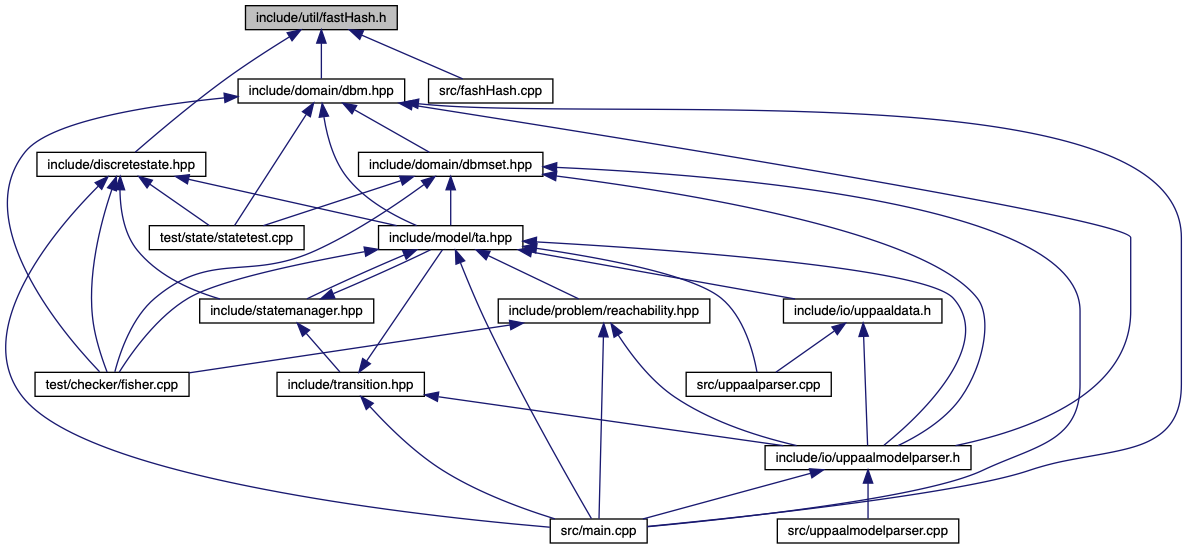 include/util/fastHash.h
include/domain/dbm.hpp
src/fashHash.cpp
include/discretestate.hpp
include/domain/dbmset.hpp
test/state/statetest.cpp
include/model/ta.hpp
include/statemanager.hpp
include/problem/reachability.hpp
include/io/uppaaldata.h
test/checker/fisher.cpp
include/transition.hpp
src/uppaalparser.cpp
include/io/uppaalmodelparser.h
src/main.cpp
src/uppaalmodelparser.cpp